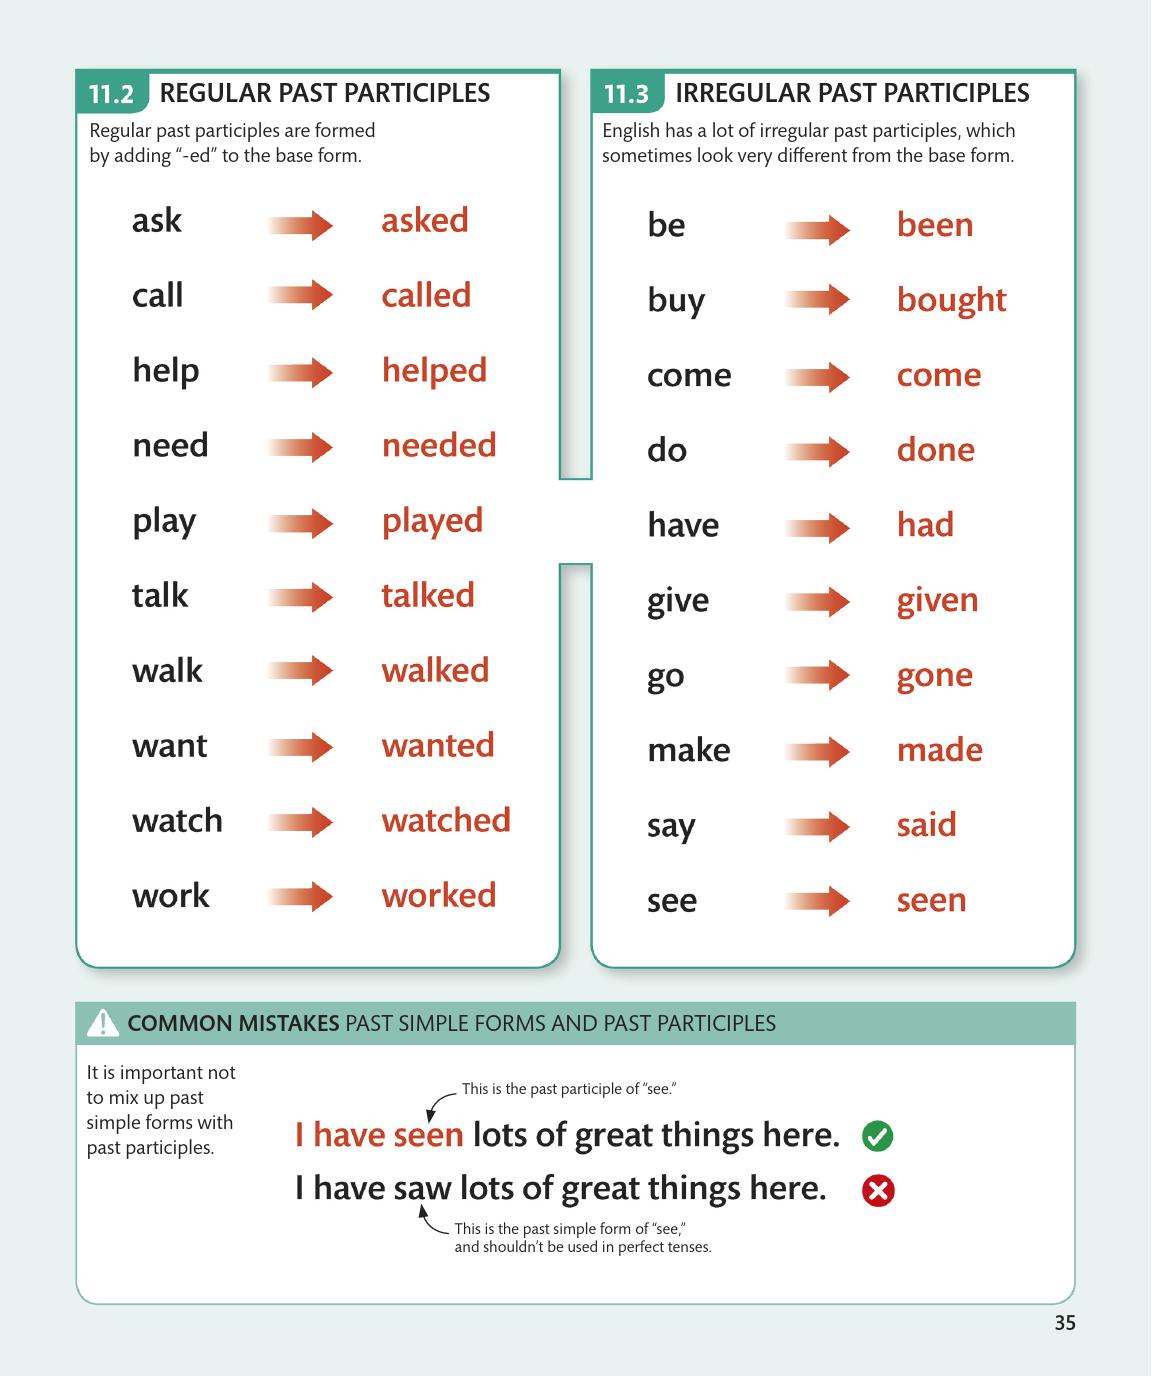 11.2 REGULAR PAST PARTICIPLES
Regular past participles are formed
by adding “-ed” to the base form.
ask asked
call called
help helped
need needed
play played
talk talked
walk walked
want wanted
watch watched
work worked
11.3 IRREGULAR PAST PARTICIPLES
English has a lot of irregular past participles, which
sometimes look very different from the base form.
be been
buy bought
come come
do done
have had
give given
go gone
make made
say said
see seen
COMMON MISTAKES PAST SIMPLE FORMS AND PAST PARTICIPLES
It is important not
to mix up past
simple forms with
past participles.
This is the past participle of “see.”
I have seen lots of great things here.
I have saw lots of great things here.
This is the past simple form of “see,”
and shouldn’t be used in perfect tenses.
35